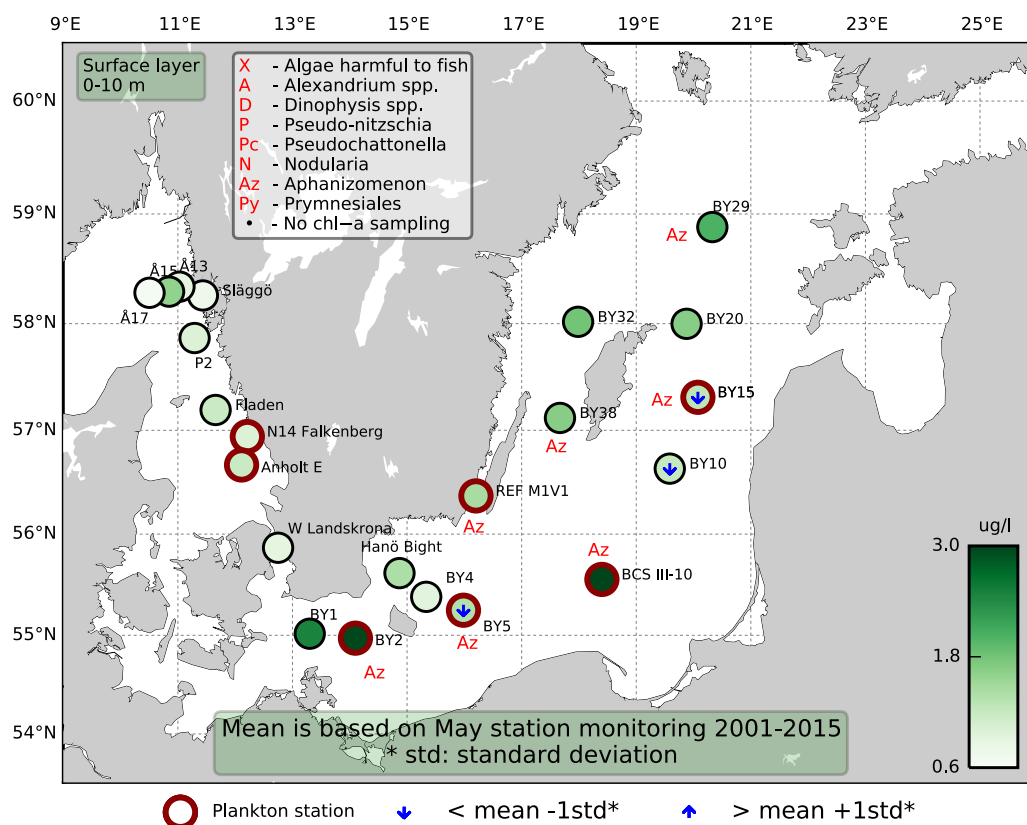 9°E 11°E 13°E 15°E 17°E 19°E 21°E 23°E 25°E
Surface layer
0-10 m
X - Algae harmful to fish
A - Alexandrium spp.
D - Dinophysis spp.
P - Pseudo-nitzschia
Pc - Pseudochattonella
N - Nodularia
Az - Aphanizomenon
Py - Prymnesiales
• - No chl−a sampling
60°N
59°N
58°N
57°N
56°N
55°N
54°N
BY29
Az
Å15 Å13
Släggö
Å17
P2
BY32
BY20
Fladen
N14 Falkenberg
Anholt E
BY38
Az
Az
BY15
BY10
REF M1V1
Az
W Landskrona
Hanö Bight
BY4
BY5
Az
Az
BCS III-10
BY1
BY2
Az
ug/l
3.0
1.8
0.6
Mean is based on May station monitoring 2001-2015
* std: standard deviation
Plankton station
< mean -1std*
> mean +1std*